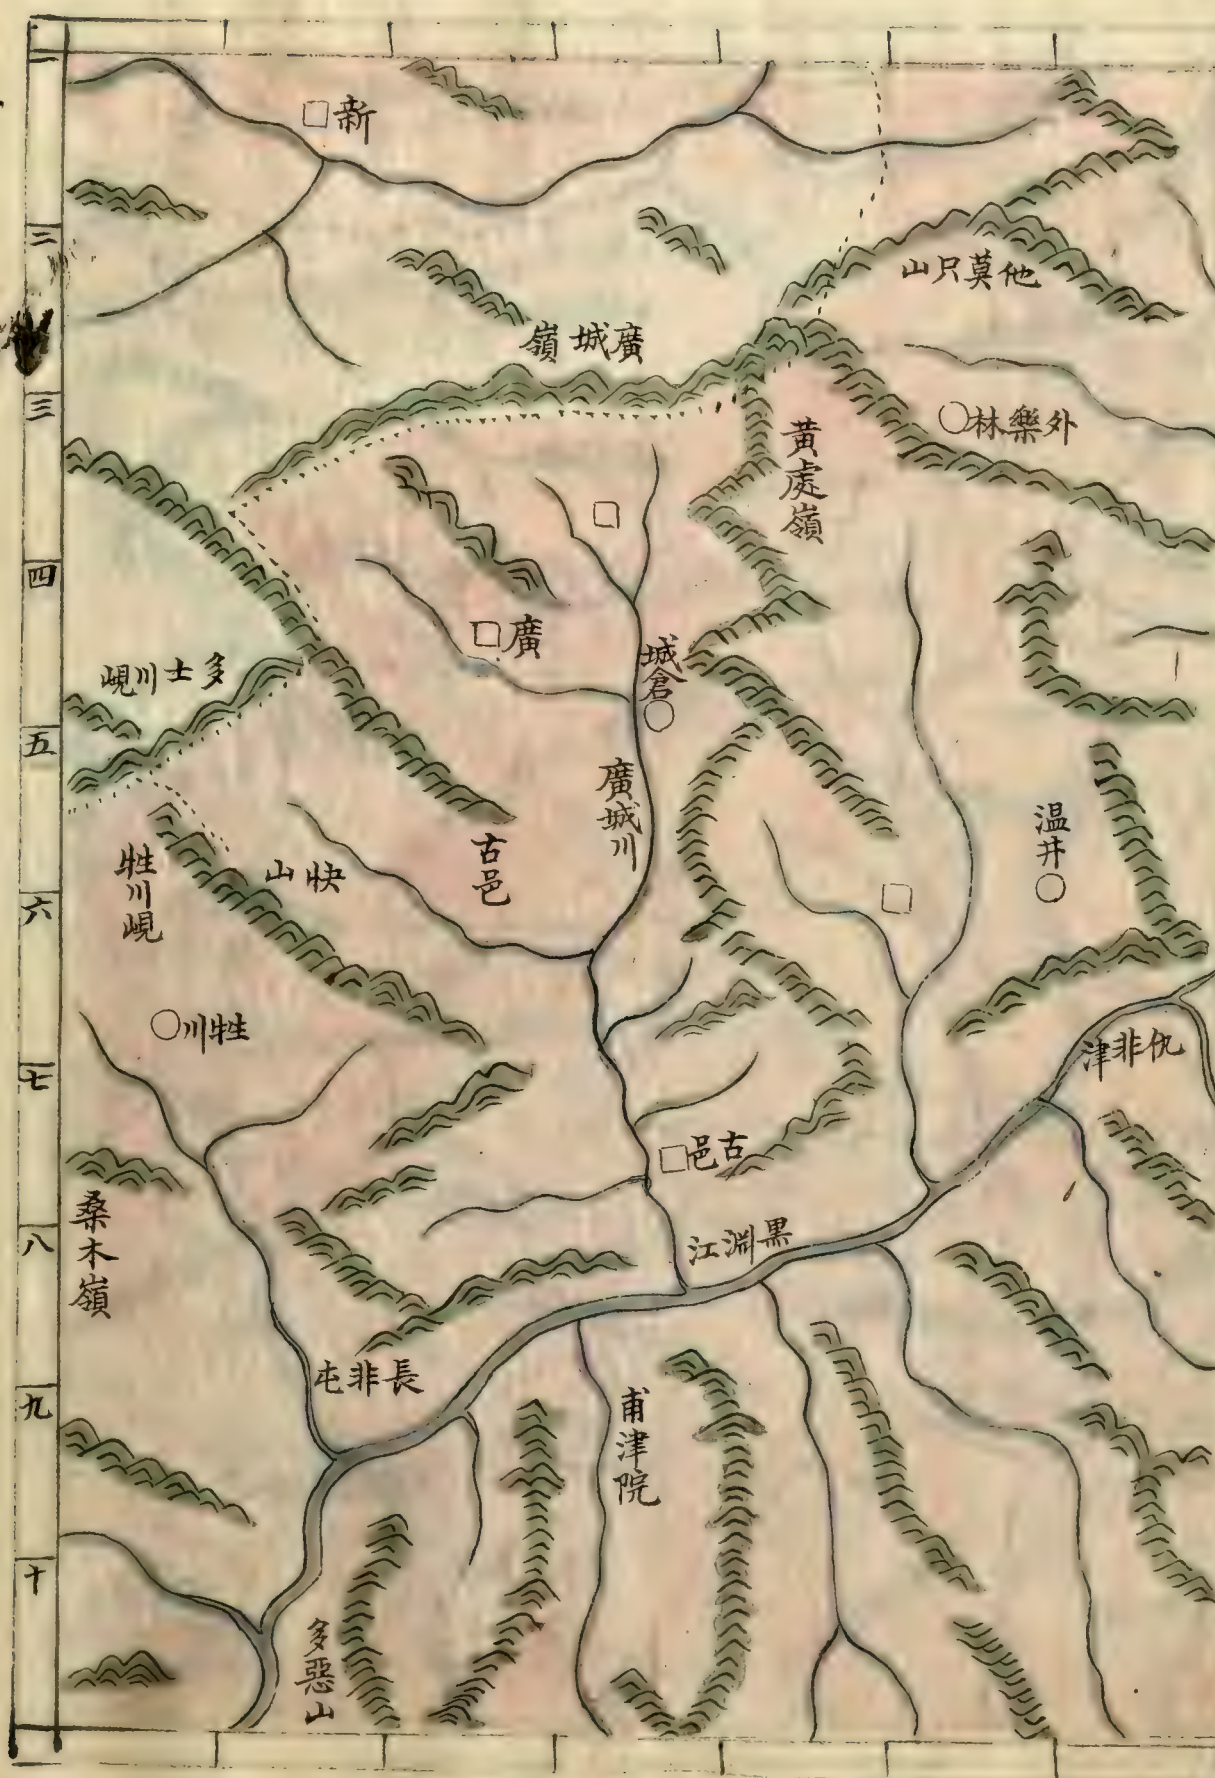 一
二
三
四
五
六
七
八
九
十
新
他莫只山
廣城嶺
外樂林
黃處嶺
廣
城倉
多士川峴
廣城川
溫井
古邑
快山
牲川峴
牲川
仇非津
古邑
桑木嶺
黑淵江
長非屯
甫津院
多惡山